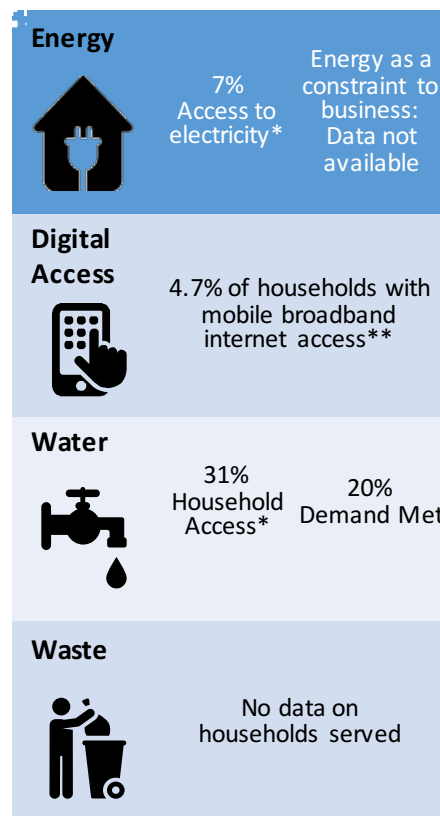 Energy
7%
Access to
electricity*
Energy as a
constraint to
business:
Data not
available
Digital
Access
4.7% of households with
mobile broadband
internet access**
Water
31%
Household
Access*
20%
Demand Met
Waste
No data on
households served